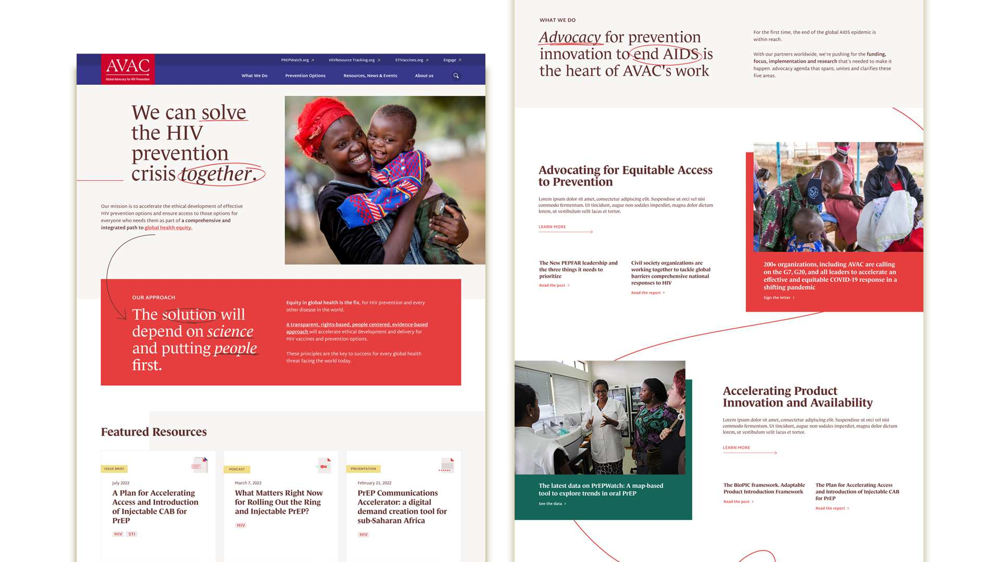 AVAC
Global Advocacy for HIV Prevention
PREPWatch.org
HIVResource Tracking.org
STIVaccines.org
Engage
What We Do
Prevention Options
Resources, News & Events
About us
We can solve
the HIV
prevention
crisis together.
Our mission is to accelerate the ethical development of effective
HIV prevention options and ensure access to those options for
everyone who needs them as part of a comprehensive and
integrated path to global health equity.
OUR APPROACH
The solution will
depend on science
and putting people
first.
Equity in global health is the fix, for HIV prevention and every
other disease in the world.
A transparent, rights-based, people centered, evidence-based
approach will accelerate ethical development and delivery for
HIV vaccines and prevention options.
These principles are the key to success for every global health
threat facing the world today.
Featured Resources
ISSUE BRIEF
July 2022
A Plan for Accelerating
Access and Introduction
of Injectable CAB for
PrEP
HIV STI
PODCAST
March 7, 2022
What Matters Right Now
for Rolling Out the Ring
and Injectable PrEP?
HIV
PRESENTATION
February 21, 2022
PrEP Communications
Accelerator: a digital
demand creation tool for
sub-Saharan Africa
HIV
WHAT WE DO
Advocacy for prevention
innovation to end AIDS is
the heart of AVAC's work
For the first time, the end of the global AIDS epidemic is
within reach.
With our partners worldwide, we're pushing for the funding,
focus, implementation and research that's needed to make it
happen. advocacy agenda that spans, unites and clarifies these
five areas.
Advocating for Equitable Access
to Prevention
Lorem ipsum dolor sit amet, consectetur adipiscing elit. Suspendisse ut orci vel nisi
commodo fermentum. Ut tincidunt, augue non sodales imperdiet, magna dolor dictum
lorem, ut vestibulum velit lacus et tortor.
LEARN MORE
The New PEPFAR leadership and
the three things it needs to
prioritize
Read the post
Civil society organizations are
working together to tackle global
barriers comprehensive national
responses to HIV
Read the report
200+ organizations, including AVAC are calling
on the G7, G20, and all leaders to accelerate an
effective and equitable COVID-19 response in a
shifting pandemic
Sign the letter
The latest data on PrEPWatch: A map-based
tool to explore trends in oral PrEP
See the data
Accelerating Product
Innovation and Availability
Lorem ipsum dolor sit amet, consectetur adipiscing elit. Suspendisse ut orci vel nisi
commodo fermentum. Ut tincidunt, augue non sodales imperdiet, magna dolor dictum
lorem, ut vestibulum velit lacus et tortor.
LEARN MORE
The BioPIC framework. Adaptable
Product Introduction Framework
Read the post
The Plan for Accelerating Access
and Introduction of Injectable CAB
for PrEP
Read the report